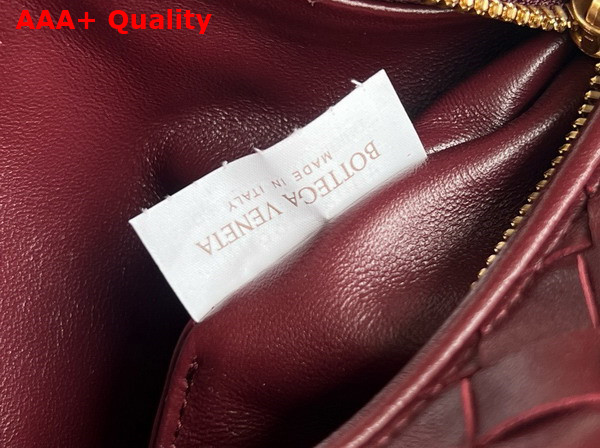 AAA+ Quality
BOTTEGA VENETA
MADE IN ITALY